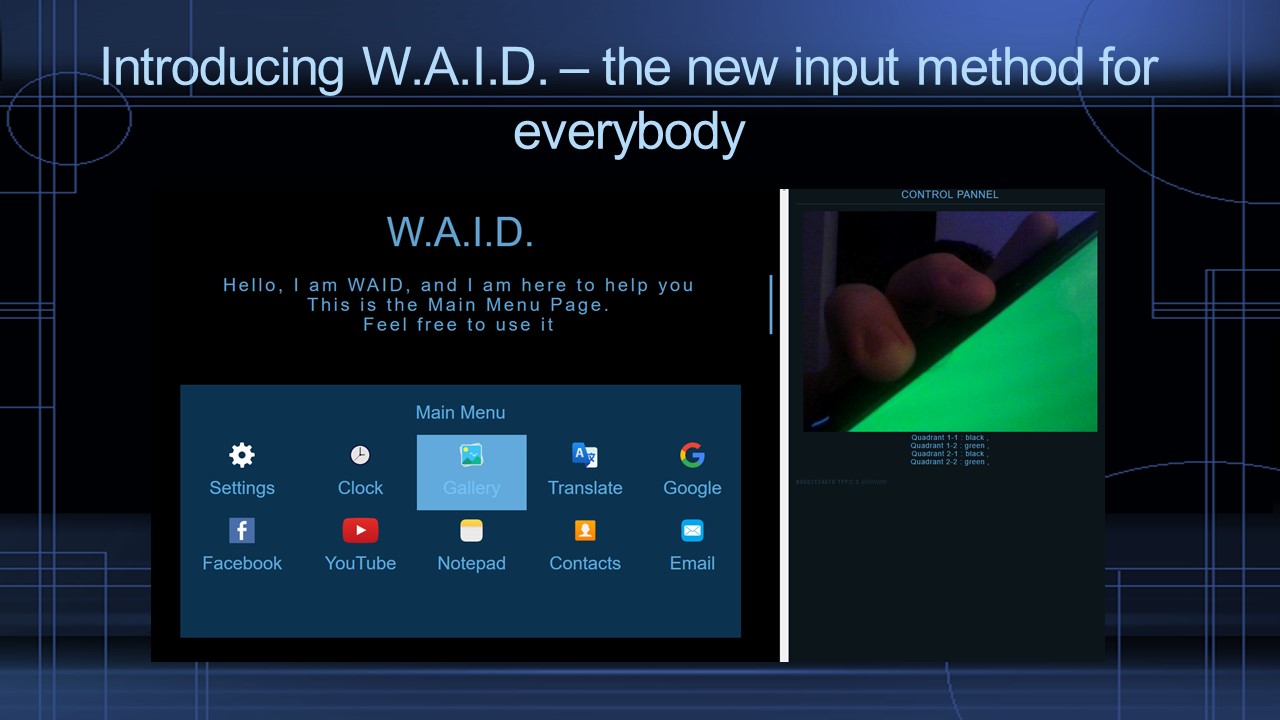 Introducing W.A.I.D. – the new input method for
everybody
W.A.I.D.
Hello, I am WAID, and I am here to help you
This is the Main Menu Page.
Feel free to use it
Main Menu
Settings Clock Gallery Translate Google
Facebook YouTube Notepad Contacts Email
CONTROL PANNEL
Quadrant 1-1 : black ,
Quadrant 1-2 : green ,
Quadrant 2-1 : black ,
Quadrant 2-2 : green ,